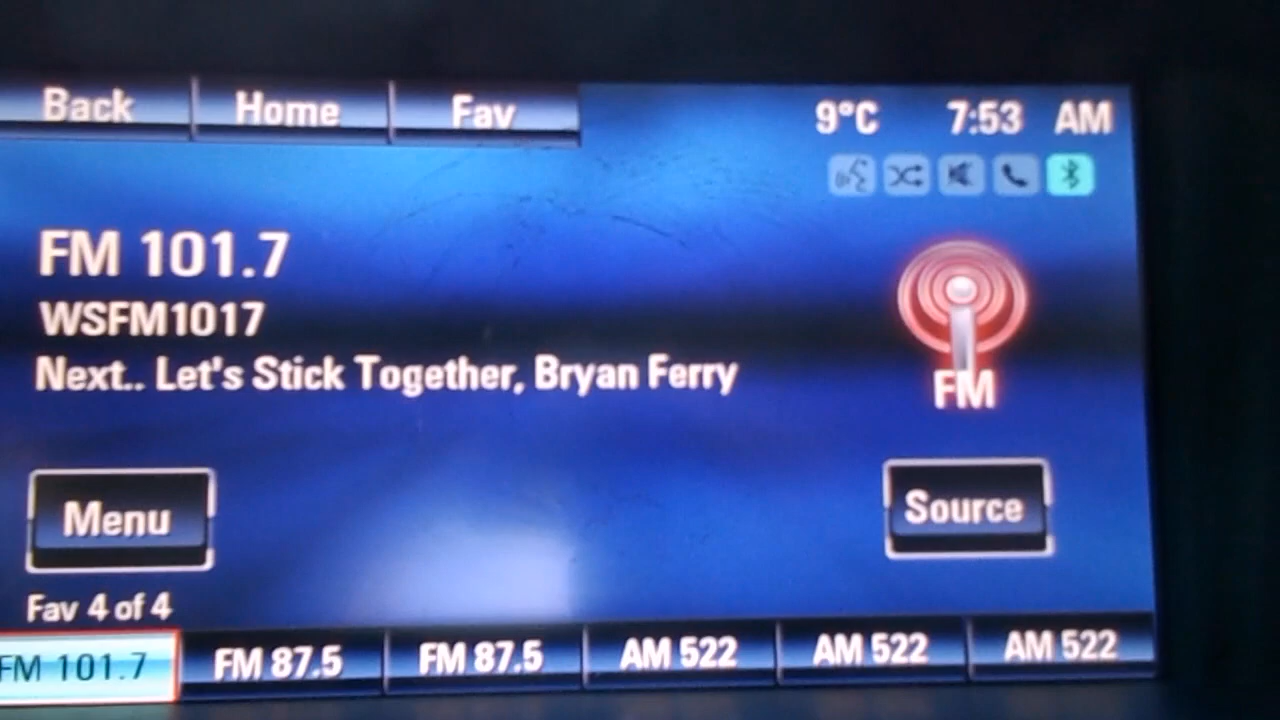 Back Home Fav 9°C 7:53 AM
FM 101.7
WSFM1017
Next.. Let's Stick Together, Bryan Ferry
FM
Menu Source
Fav 4 of 4
FM 101.7 FM 87.5 FM 87.5 AM 522 AM 522 AM 522